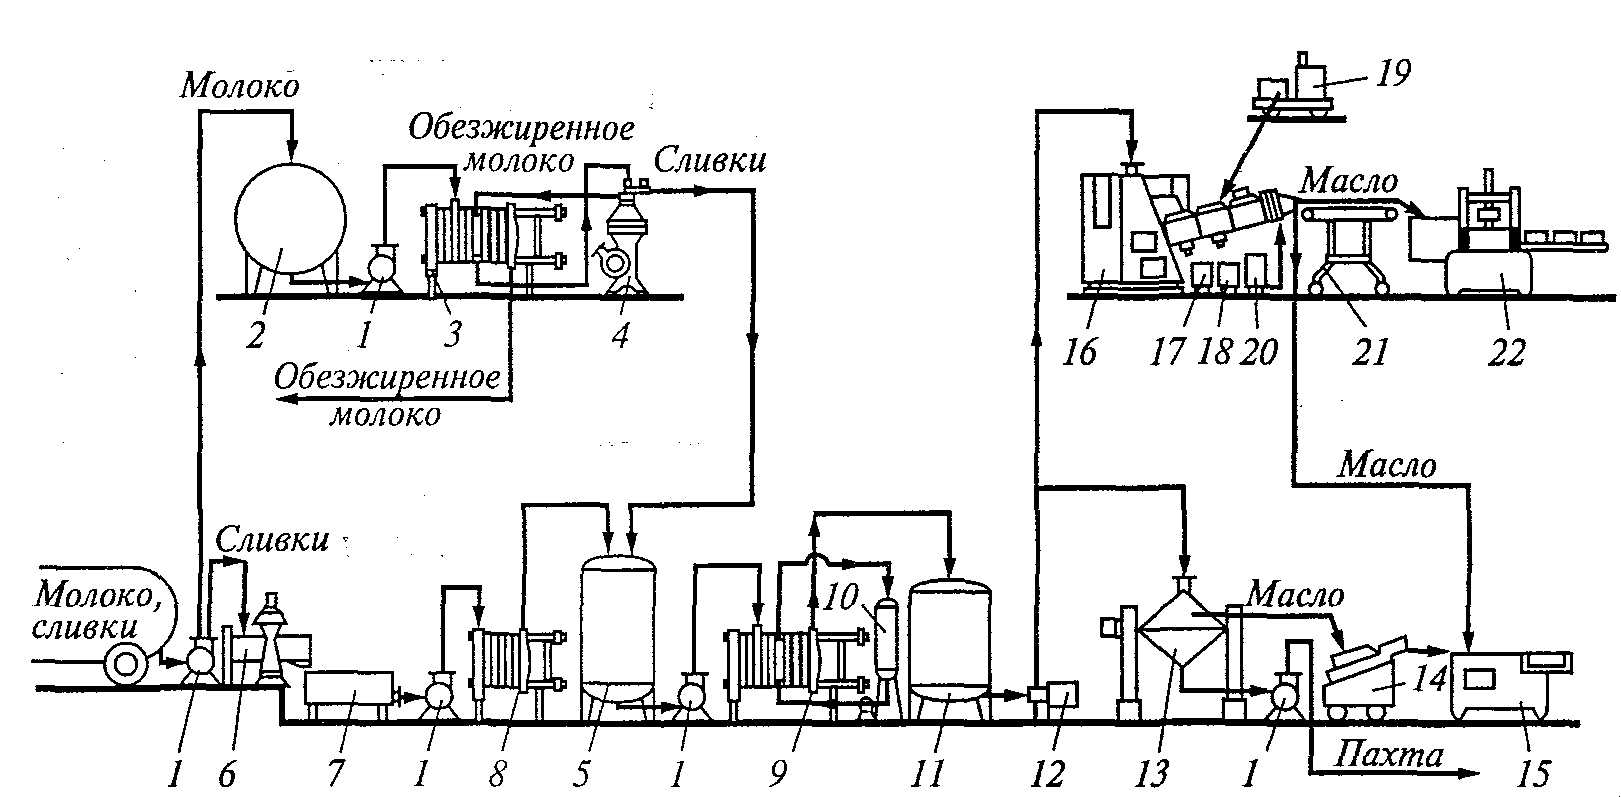 Молоко
Обезжиренное
молоко
Сливки
19
Масло
2
1
3
4
16
17
18
20
21
22
Обезжиренное
молоко
Масло
Сливки
Молоко,
сливки
10
Масло
14
1
6
7
1
8
5
1
9
11
12
13
1
Пахта
15